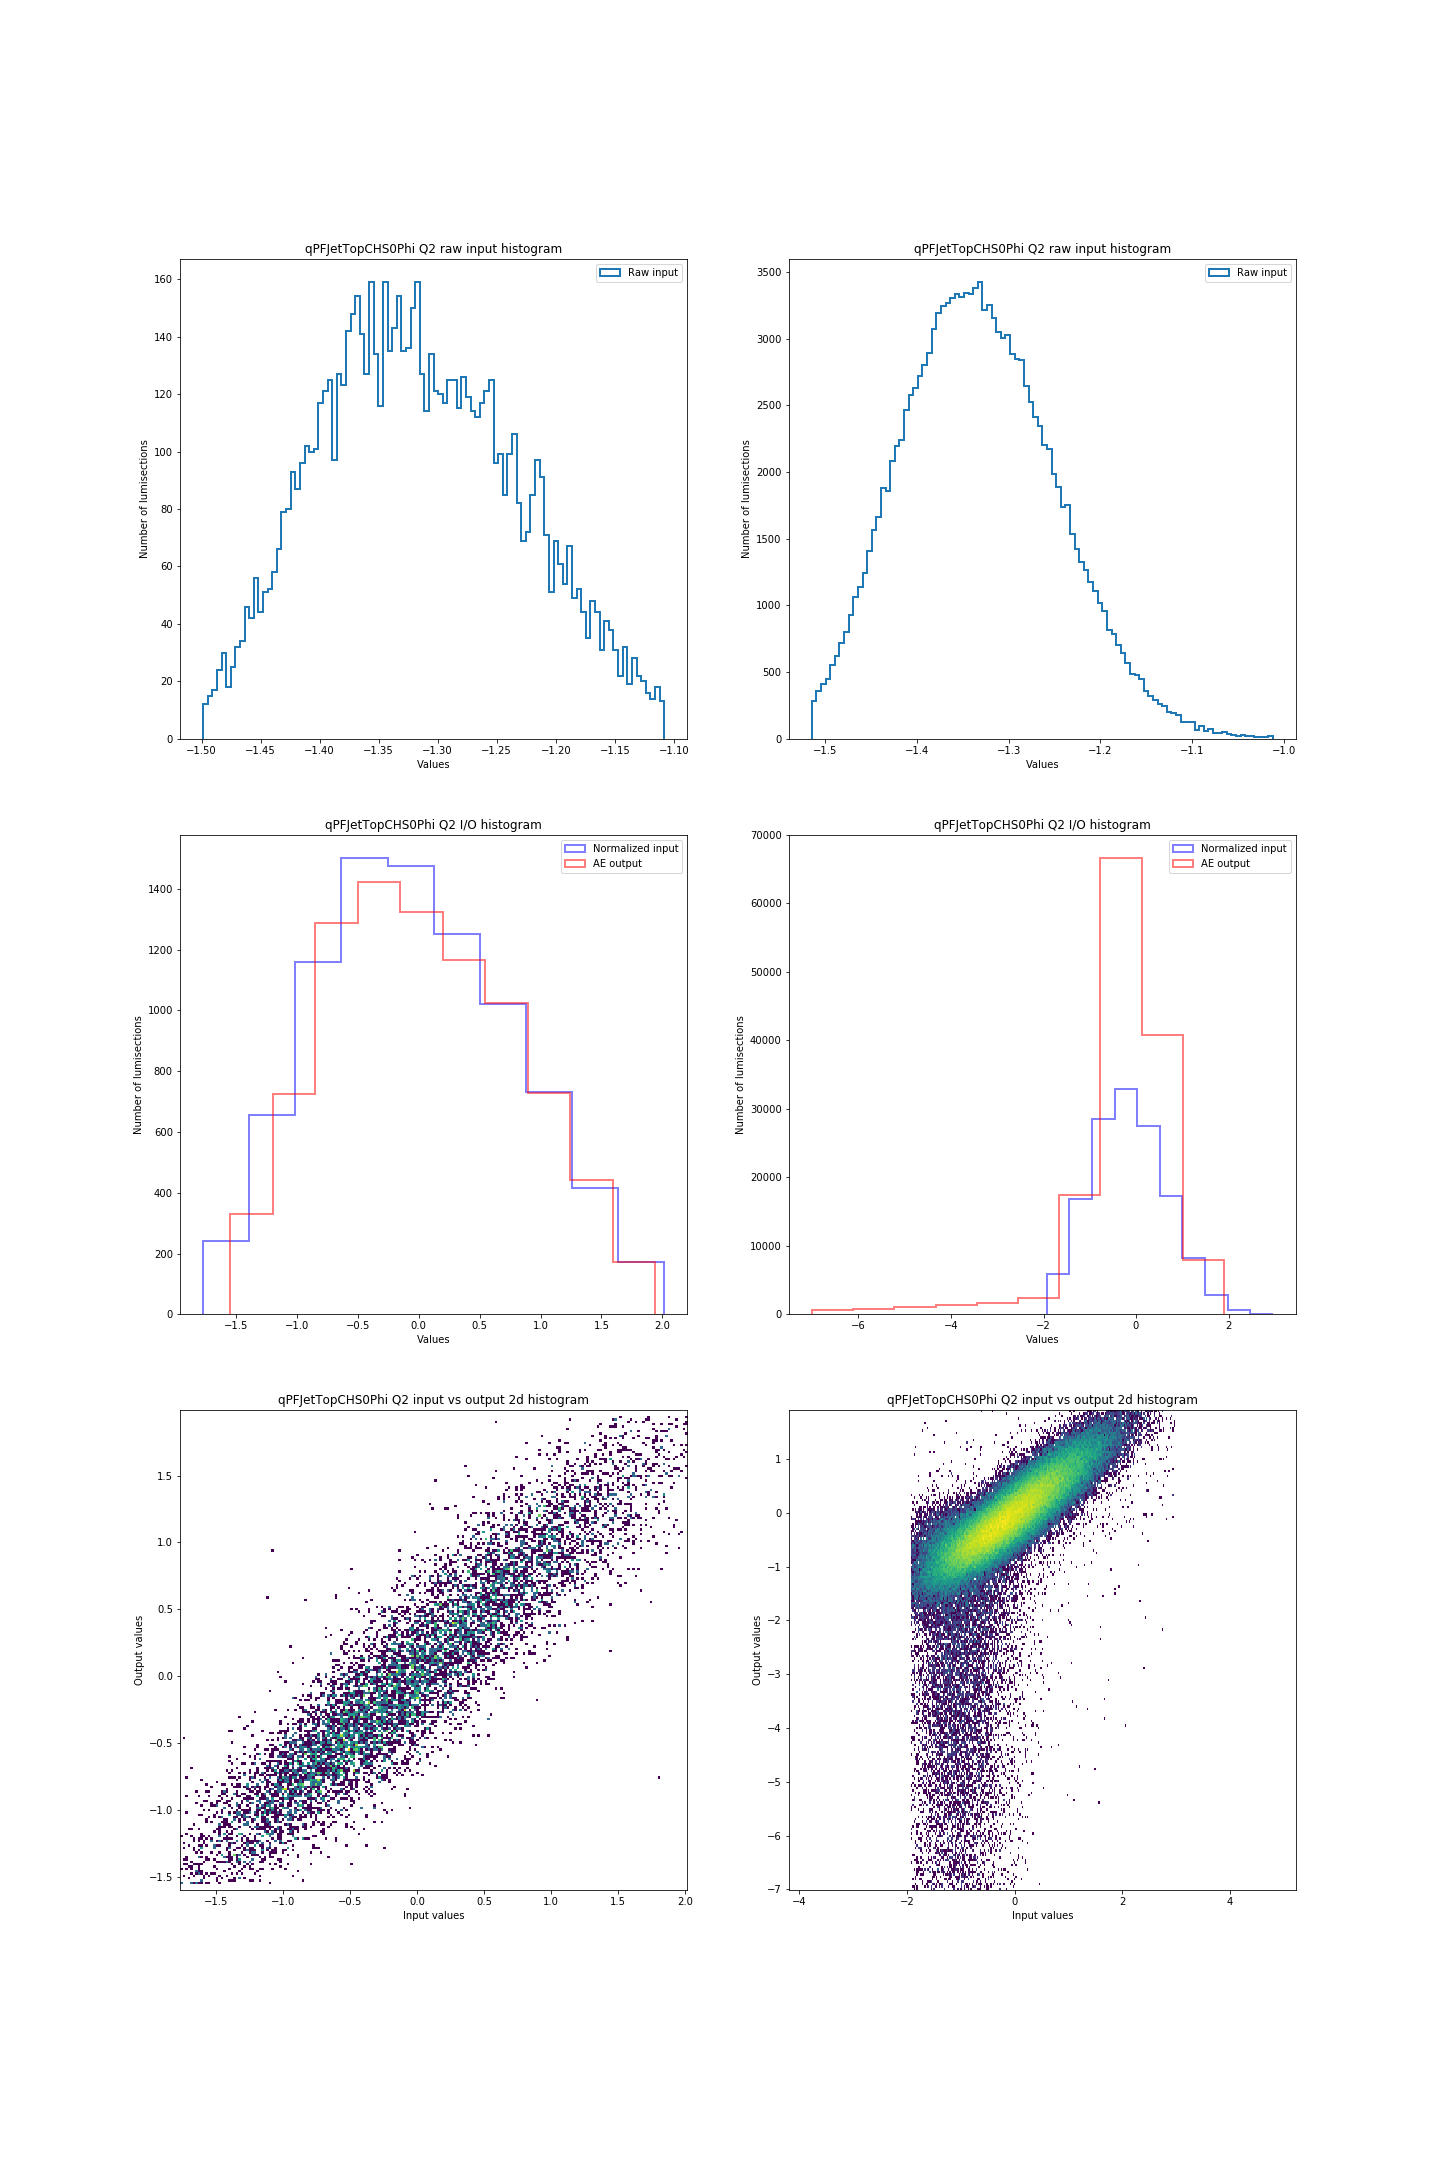 qPFJetTopCHS0Phi Q2 raw input histogram
Raw input
160
140
120
100
80
60
40
20
0
Number of lumisections
−1.50 −1.45 −1.40 −1.35 −1.30 −1.25 −1.20 −1.15 −1.10
Values
qPFJetTopCHS0Phi Q2 raw input histogram
Raw input
3500
3000
2500
2000
1500
1000
500
0
Number of lumisections
−1.5 −1.4 −1.3 −1.2 −1.1 −1.0
Values
qPFJetTopCHS0Phi Q2 I/O histogram
Normalized input
AE output
1400
1200
1000
800
600
400
200
0
Number of lumisections
−1.5 −1.0 −0.5 0.0 0.5 1.0 1.5 2.0
Values
qPFJetTopCHS0Phi Q2 I/O histogram
Normalized input
AE output
70000
60000
50000
40000
30000
20000
10000
0
Number of lumisections
−6 −4 −2 0 2
Values
qPFJetTopCHS0Phi Q2 input vs output 2d histogram
1.5
1.0
0.5
0.0
−0.5
−1.0
−1.5
Output values
−1.5 −1.0 −0.5 0.0 0.5 1.0 1.5 2.0
Input values
qPFJetTopCHS0Phi Q2 input vs output 2d histogram
1
0
−1
−2
−3
−4
−5
−6
−7
Output values
−4 −2 0 2 4
Input values